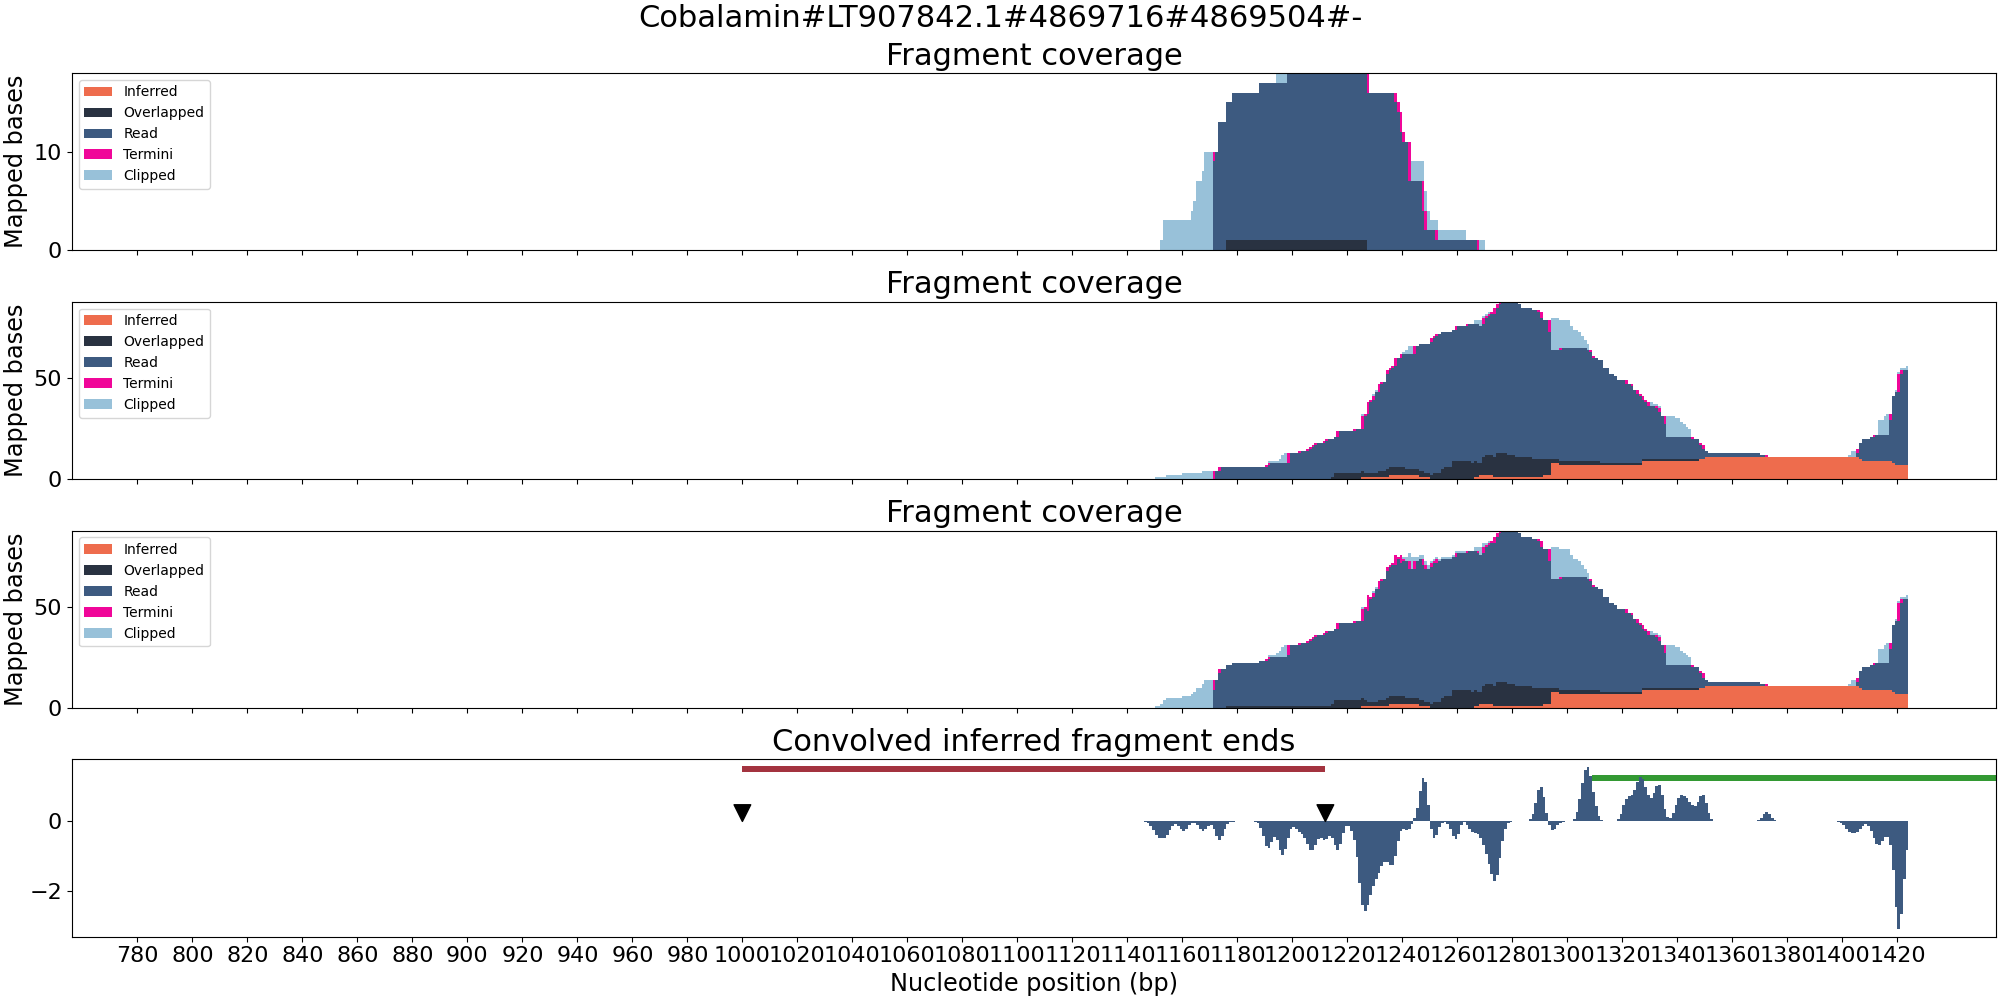 Cobalamin#LT907842.1#4869716#4869504#-
Fragment coverage
Mapped bases
10
0
Inferred
Overlapped
Read
Termini
Clipped
Fragment coverage
Mapped bases
50
0
Inferred
Overlapped
Read
Termini
Clipped
Fragment coverage
Mapped bases
50
0
Inferred
Overlapped
Read
Termini
Clipped
Convolved inferred fragment ends
0
−2
780 800 820 840 860 880 900 920 940 960 980 1000 1020 1040 1060 1080 1100 1120 1140 1160 1180 1200 1220 1240 1260 1280 1300 1320 1340 1360 1380 1400 1420
Nucleotide position (bp)